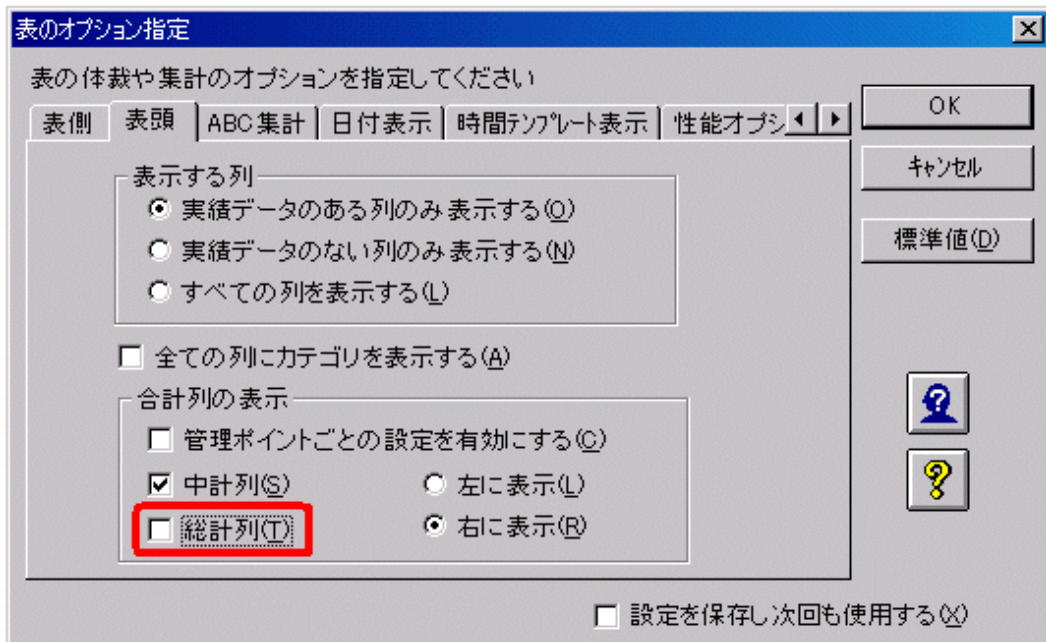 表のオプション指定
表の体裁や集計のオプションを指定してください
表側 表頭 ABC集計 日付表示 時間テンプレート表示 性能オプシ
OK
キャンセル
標準値(D)
表示する列
実績データのある列のみ表示する(O)
実績データのない列のみ表示する(N)
すべての列を表示する(L)
全ての列にカテゴリを表示する(A)
合計列の表示
管理ポイントごとの設定を有効にする(C)
中計列(S) 左に表示(L)
総計列(T) 右に表示(R)
設定を保存し次回も使用する(X)